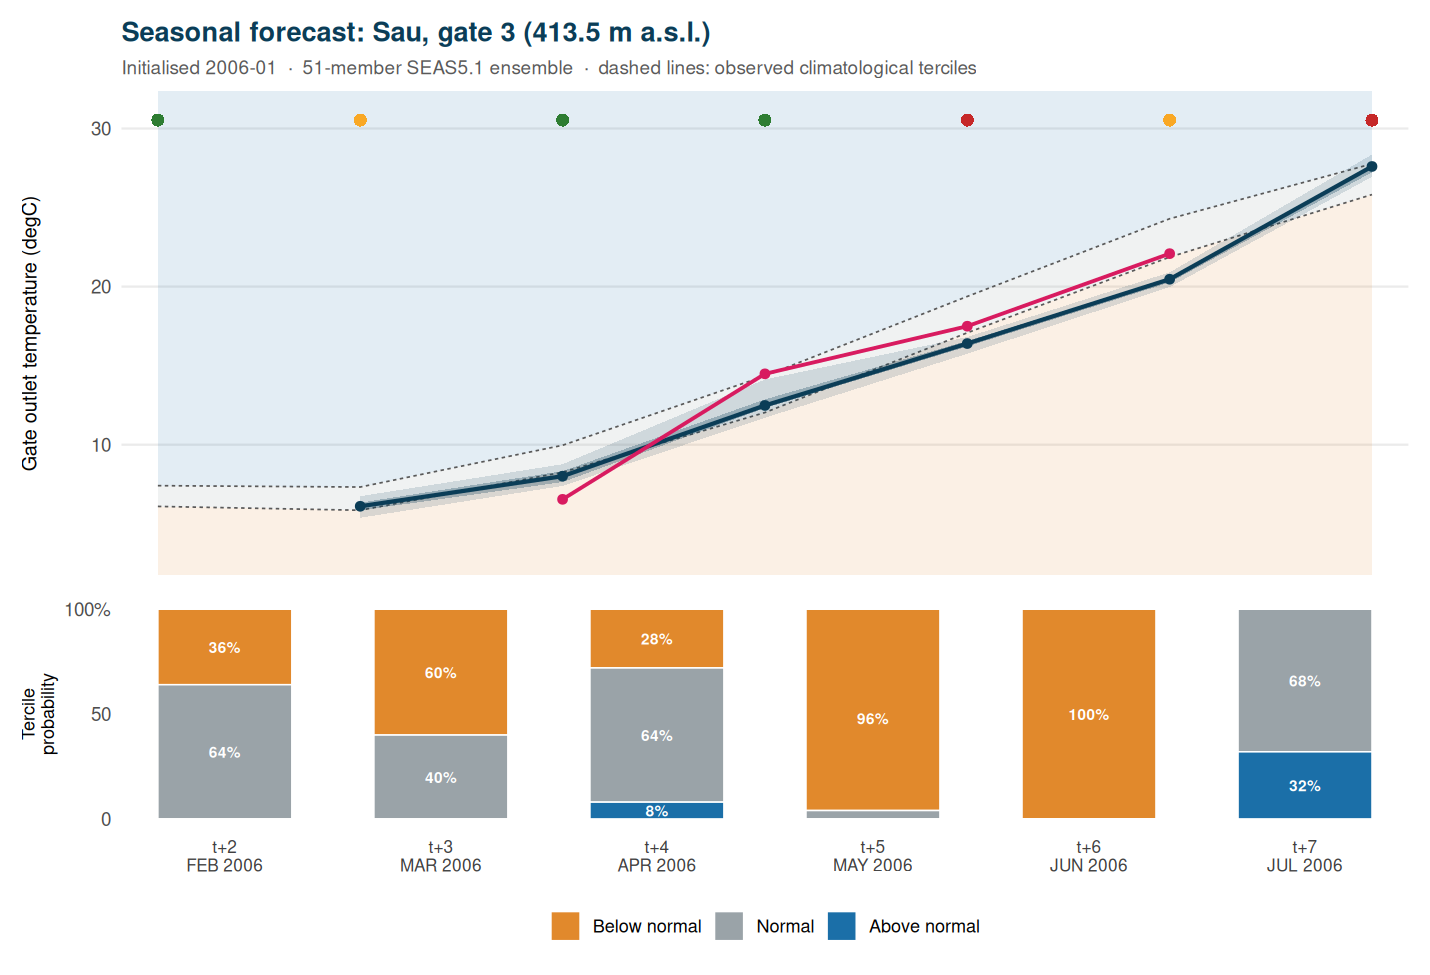 Seasonal forecast: Sau, gate 3 (413.5 m a.s.l.)
Initialised 2006-01 · 51-member SEAS5.1 ensemble · dashed lines: observed climatological terciles
Gate outlet temperature (degC)
30
20
10
Tercile
probability
100%
50
0
36%
64%
60%
40%
28%
64%
8%
96%
100%
68%
32%
t+2
FEB 2006
t+3
MAR 2006
t+4
APR 2006
t+5
MAY 2006
t+6
JUN 2006
t+7
JUL 2006
Below normal
Normal
Above normal